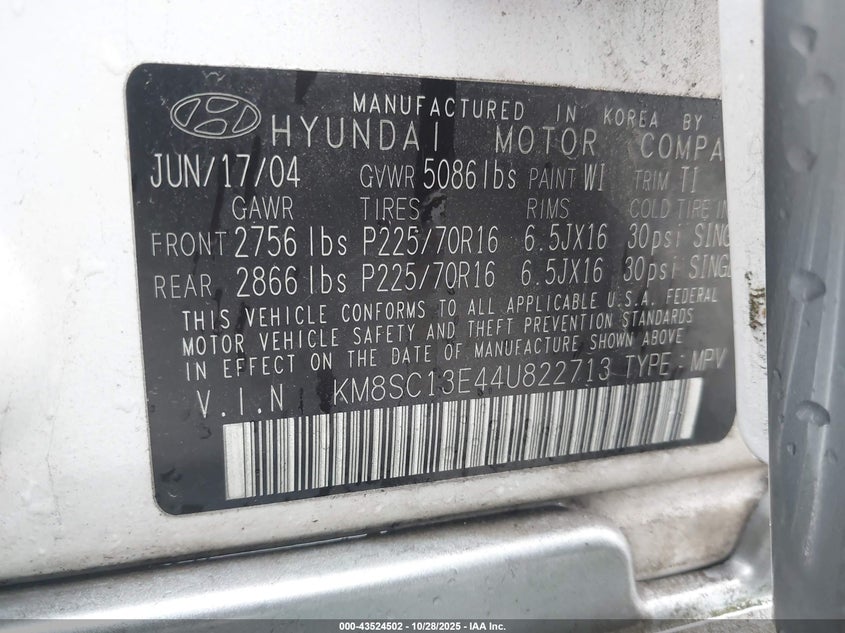 MANUFACTURED IN KOREA BY
HYUNDAI MOTOR COMPA
JUN/17/04 GVWR 5086lbs PAINT WI TRIM TI
GAWR TIRES RIMS COLD TIRE IN
FRONT 2756 lbs P225/70R16 6.5JX16 30psi SING
REAR 2866 lbs P225/70R16 6.5JX16 30psi SINGL
THIS VEHICLE CONFORMS TO ALL APPLICABLE U.S.A. FEDERAL
MOTOR VEHICLE SAFETY AND THEFT PREVENTION STANDARDS
IN EFFECT ON THE DATE OF MANUFACTURE SHOWN ABOVE
V.I.N KM8SC13E44U822713 TYPE : MPV
000-43524502 | 10/28/2025 - IAA Inc.